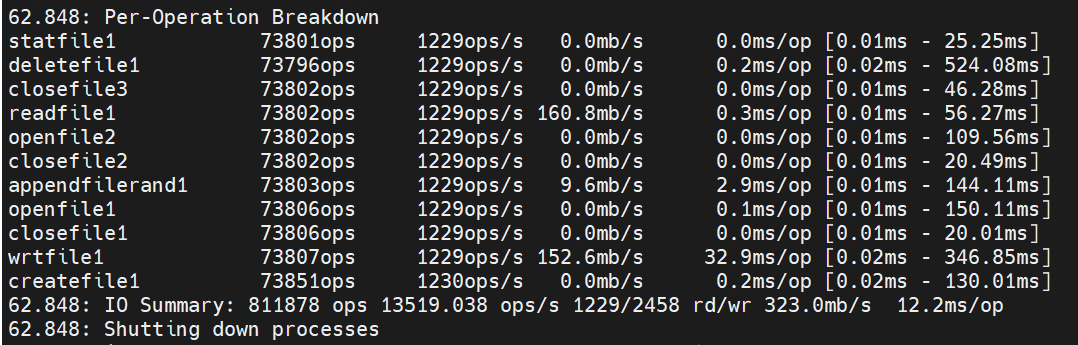 62.848: Per-Operation Breakdown
statfile1            73801ops     1229ops/s   0.0mb/s      0.0ms/op [0.01ms - 25.25ms]
deletefile1          73796ops     1229ops/s   0.0mb/s      0.2ms/op [0.02ms - 524.08ms]
closefile3           73802ops     1229ops/s   0.0mb/s      0.0ms/op [0.01ms - 46.28ms]
readfile1            73802ops     1229ops/s 160.8mb/s      0.3ms/op [0.01ms - 56.27ms]
openfile2            73802ops     1229ops/s   0.0mb/s      0.0ms/op [0.01ms - 109.56ms]
closefile2           73802ops     1229ops/s   0.0mb/s      0.0ms/op [0.01ms - 20.49ms]
appendfilerand1      73803ops     1229ops/s   9.6mb/s      2.9ms/op [0.01ms - 144.11ms]
openfile1            73806ops     1229ops/s   0.0mb/s      0.1ms/op [0.01ms - 150.11ms]
closefile1           73806ops     1229ops/s   0.0mb/s      0.0ms/op [0.01ms - 20.01ms]
wrtfile1             73807ops     1229ops/s 152.6mb/s     32.9ms/op [0.02ms - 346.85ms]
createfile1          73851ops     1230ops/s   0.0mb/s      0.2ms/op [0.02ms - 130.01ms]
62.848: IO Summary: 811878 ops 13519.038 ops/s 1229/2458 rd/wr 323.0mb/s  12.2ms/op
62.848: Shutting down processes